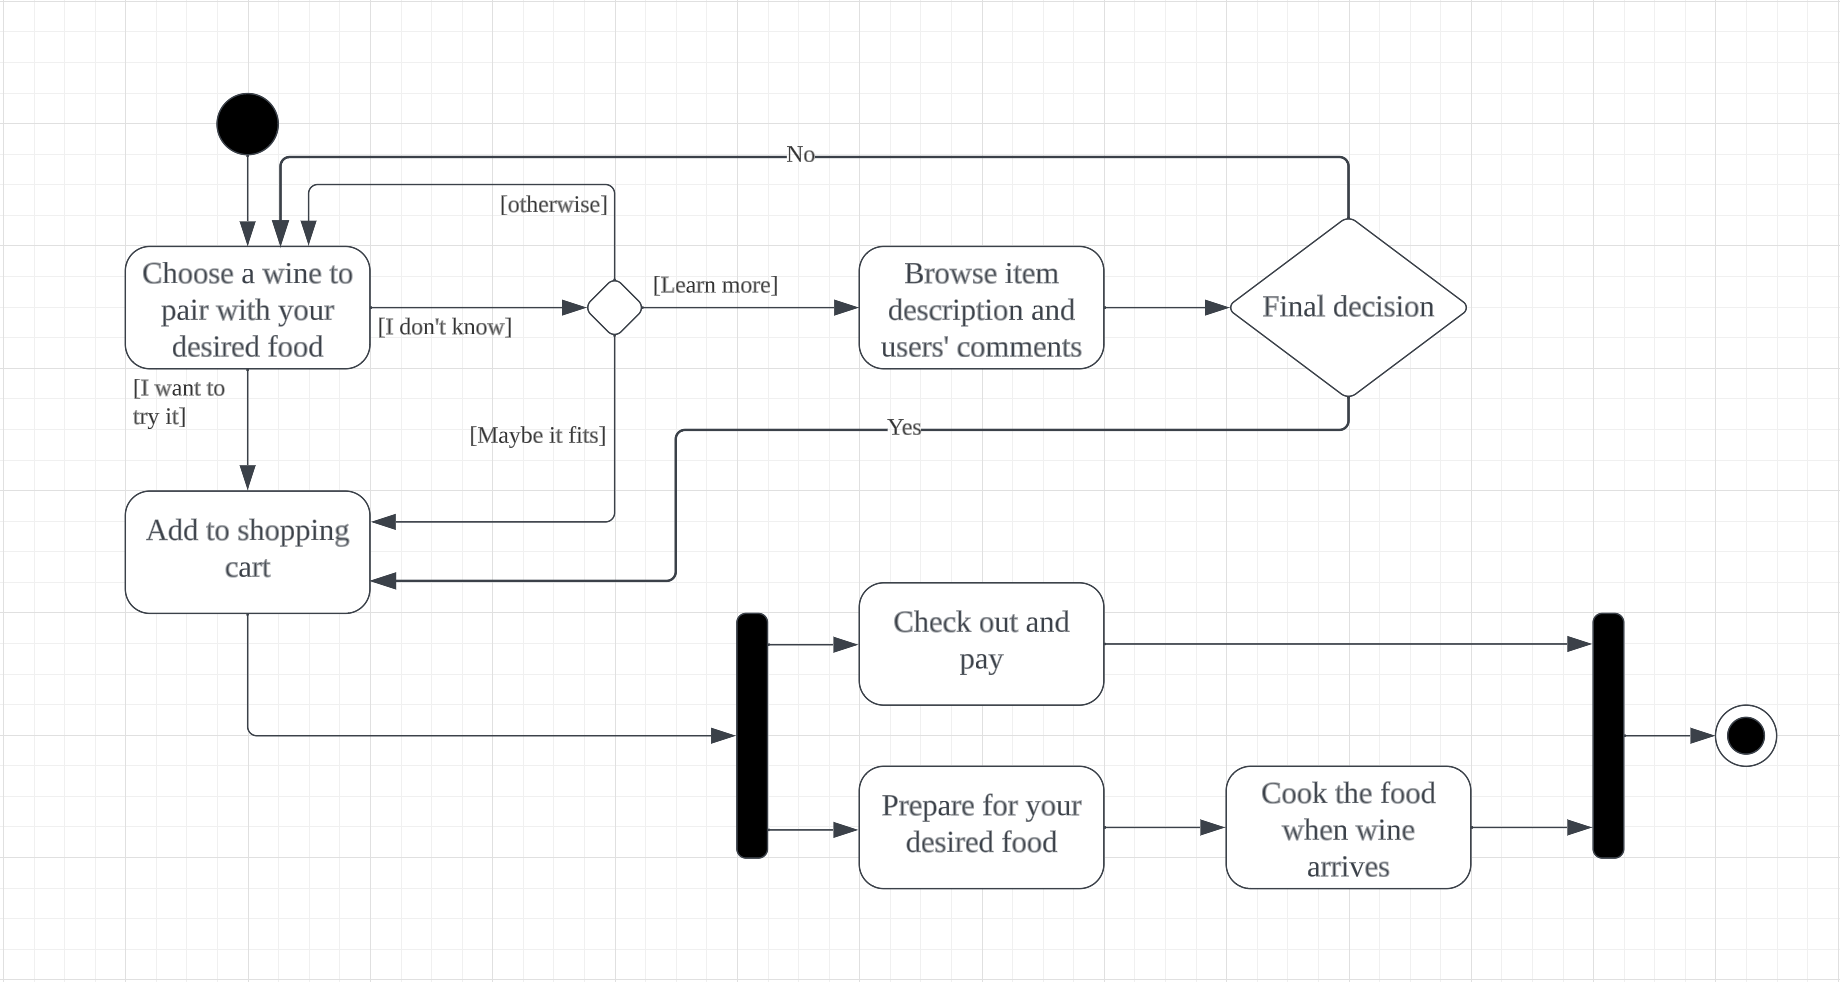 No
[otherwise]
Choose a wine to
pair with your
desired food
[I don't know]
[Learn more]
Browse item
description and
users' comments
Final decision
[I want to
try it]
[Maybe it fits]
Yes
Add to shopping
cart
Check out and
pay
Prepare for your
desired food
Cook the food
when wine
arrives